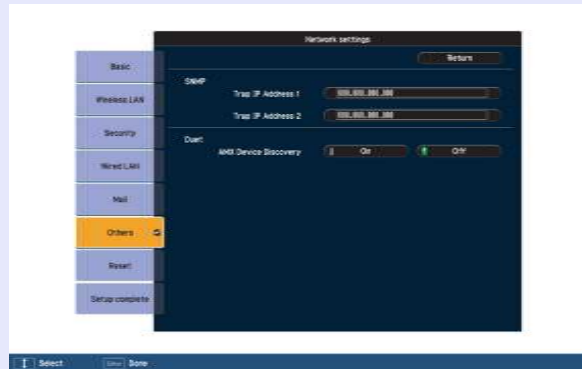 Network settings
Return
Basic
SNMP
Trap IP Address 1
Wireless LAN
Trap IP Address 2
Security
Duet
AMX Device Discovery
On
Off
Wired LAN
Mail
Others
Reset
Setup complete
Select
Done